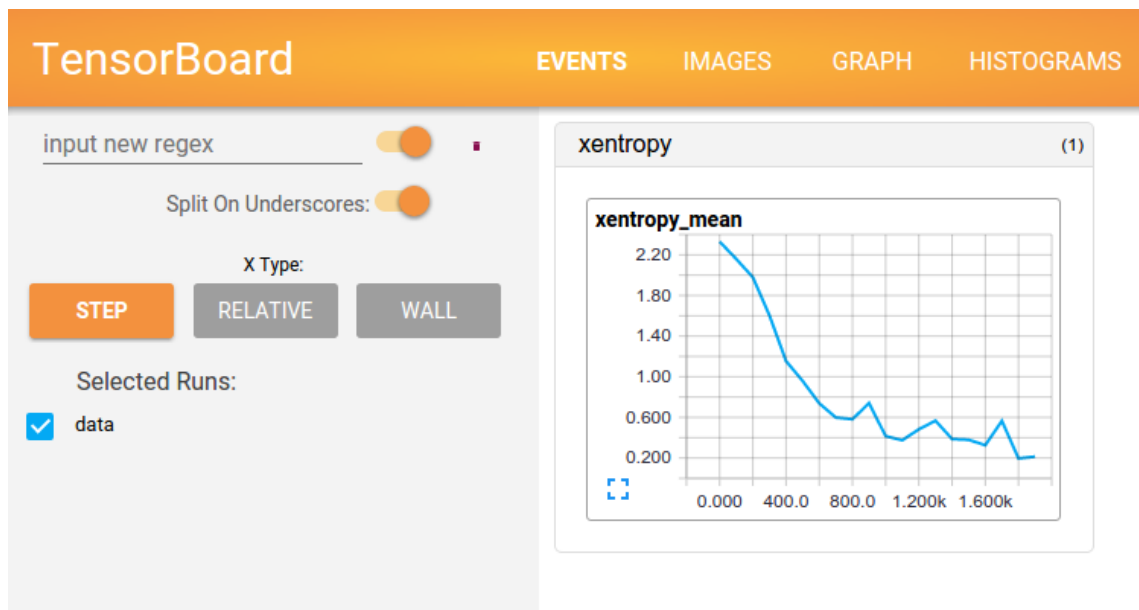 TensorBoard EVENTS IMAGES GRAPH HISTOGRAMS
input new regex
Split On Underscores:
X Type:
STEP RELATIVE WALL
Selected Runs:
data
xentropy (1)
xentropy_mean
2.20
1.80
1.40
1.00
0.600
0.200
0.000 400.0 800.0 1.200k 1.600k